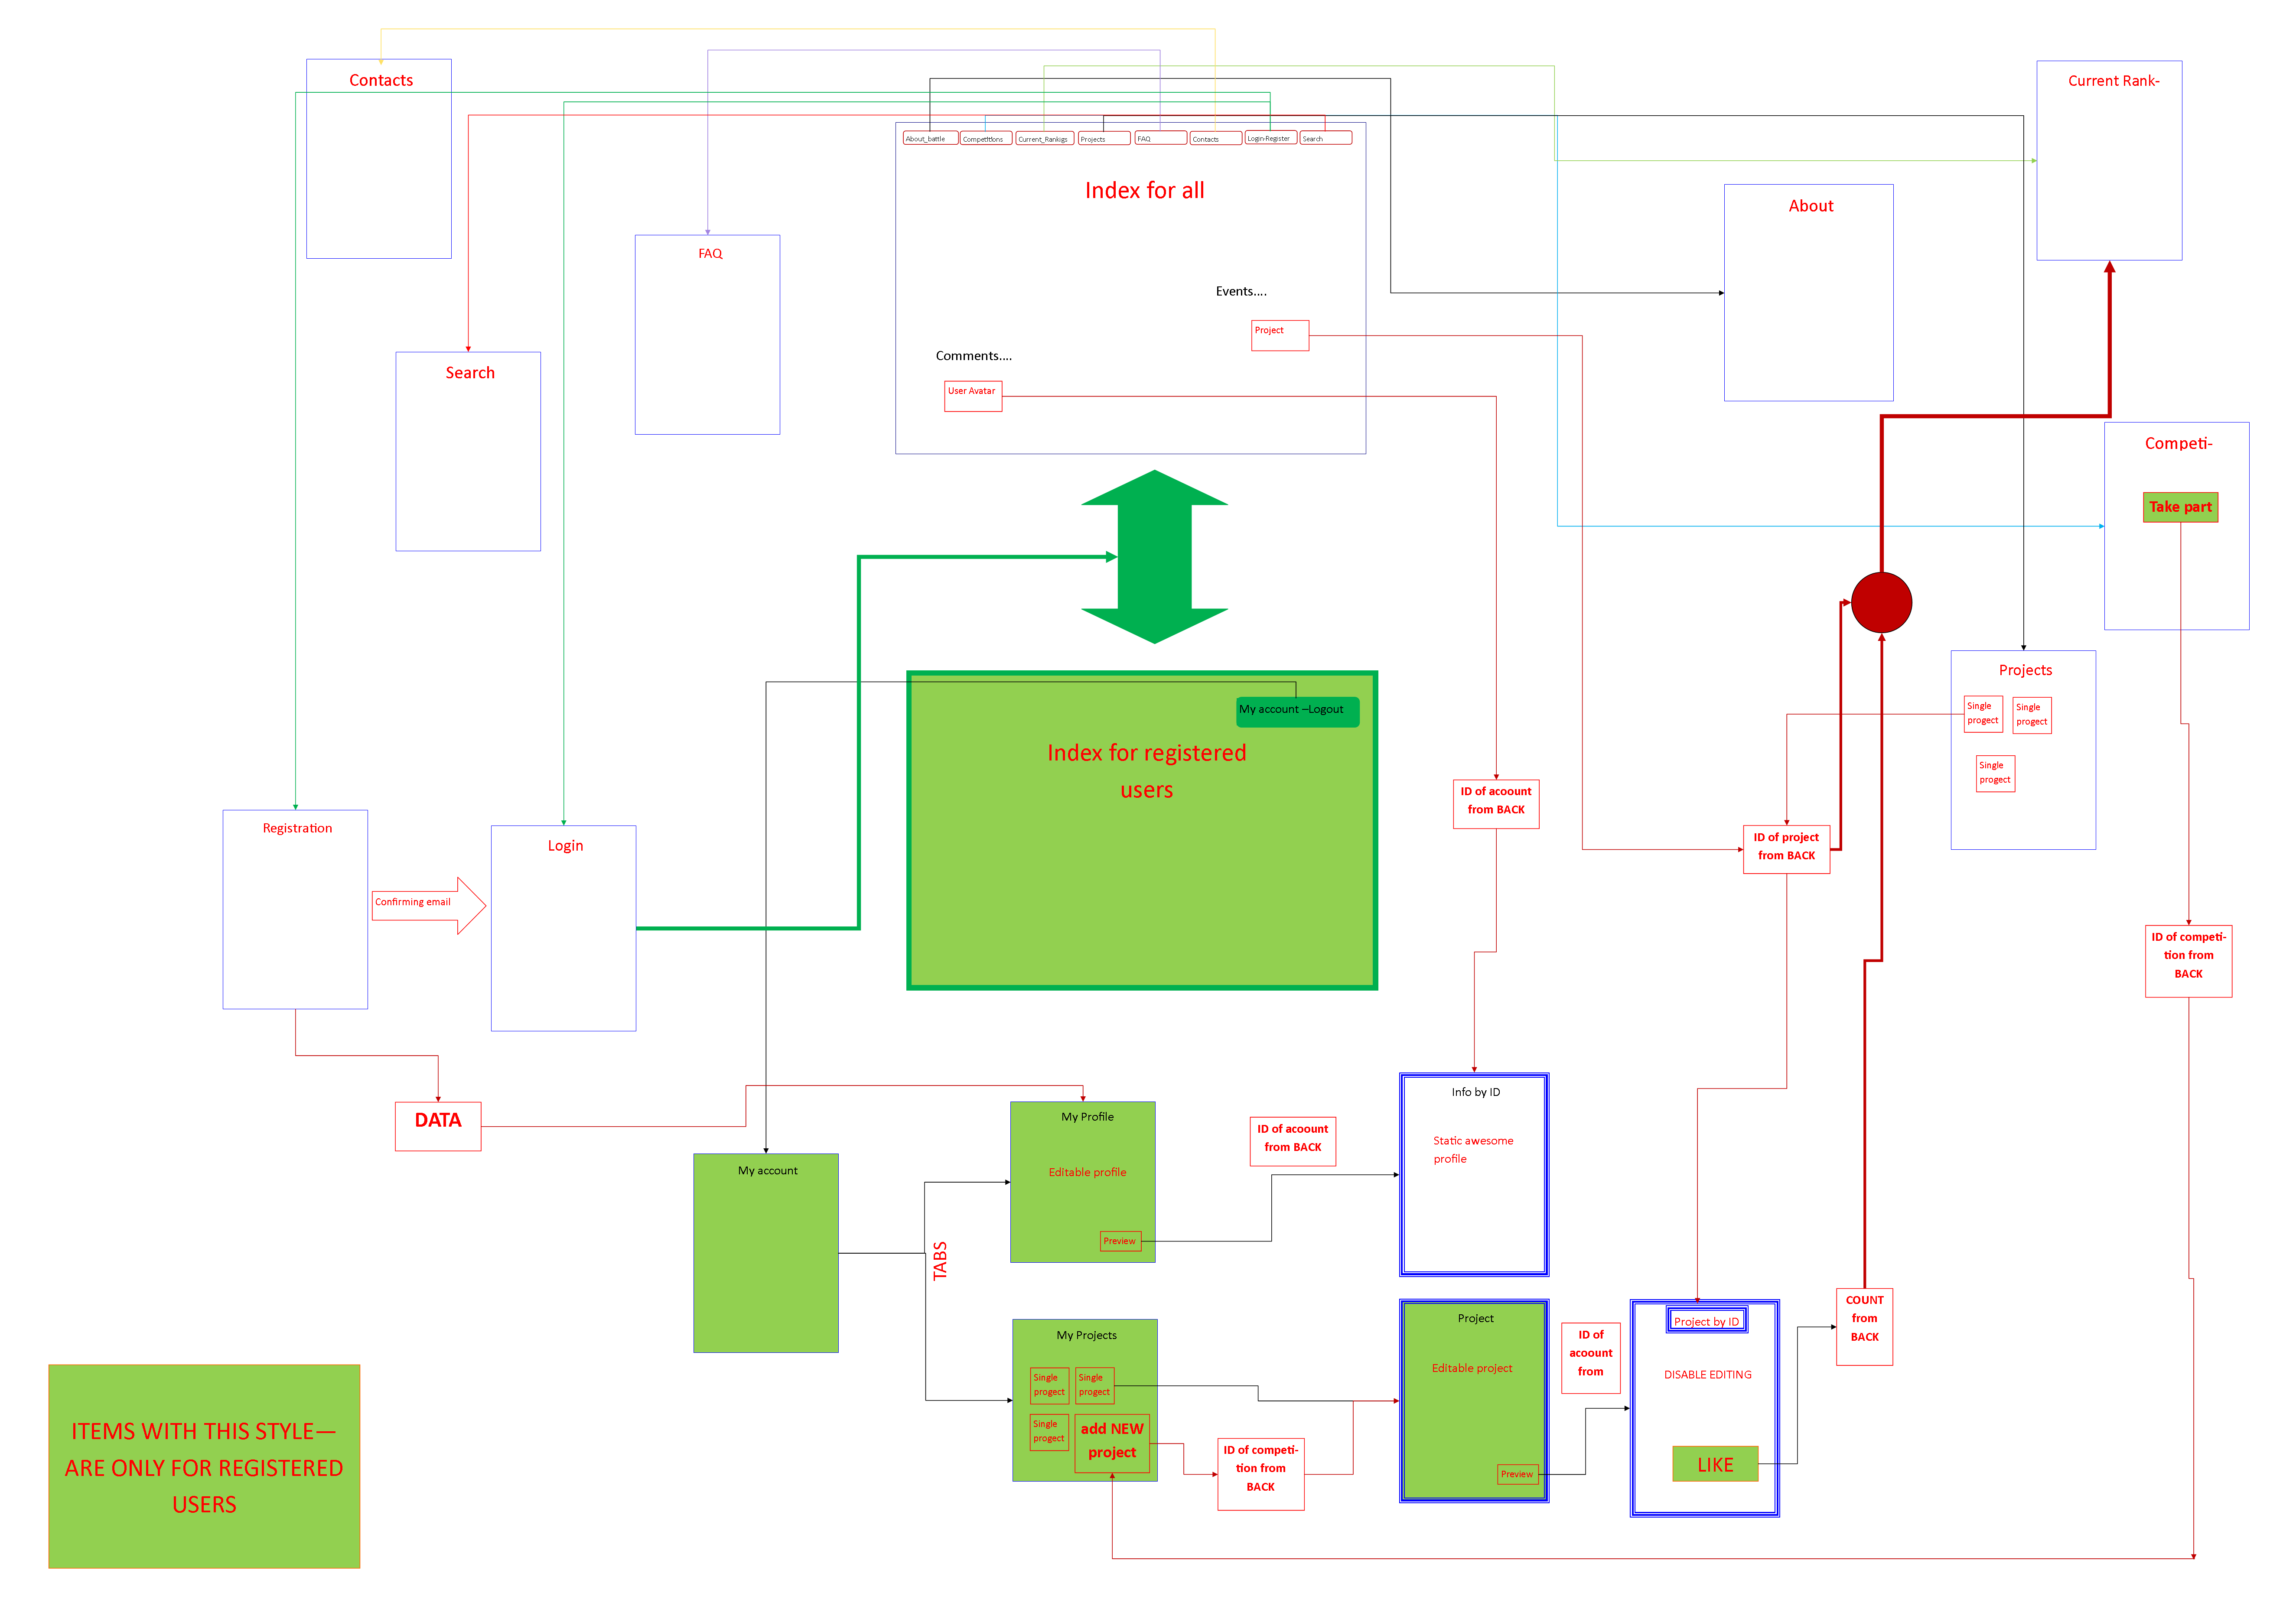 Contacts
Current Rank-
About_battle
Competitions
Current_Rankigs
Projects
FAQ
Contacts
Login-Register
Search
Index for all
About
FAQ
Events....
Project
Comments....
Search
User Avatar
Competi-
Take part
My account –Logout
Index for registered
users
Projects
Single
progect
Single
progect
Single
progect
ID of acoount
from BACK
ID of project
from BACK
Registration
Login
Confirming email
ID of competi-
tion from
BACK
DATA
My account
My Profile
Editable profile
Preview
ID of acoount
from BACK
Info by ID
Static awesome
profile
TABS
My Projects
Single
progect
Single
progect
Single
progect
add NEW
project
ID of competi-
tion from
BACK
Project
Editable project
Preview
ID of
acoount
from
Project by ID
DISABLE EDITING
LIKE
COUNT
from
BACK
ITEMS WITH THIS STYLE—
ARE ONLY FOR REGISTERED
USERS